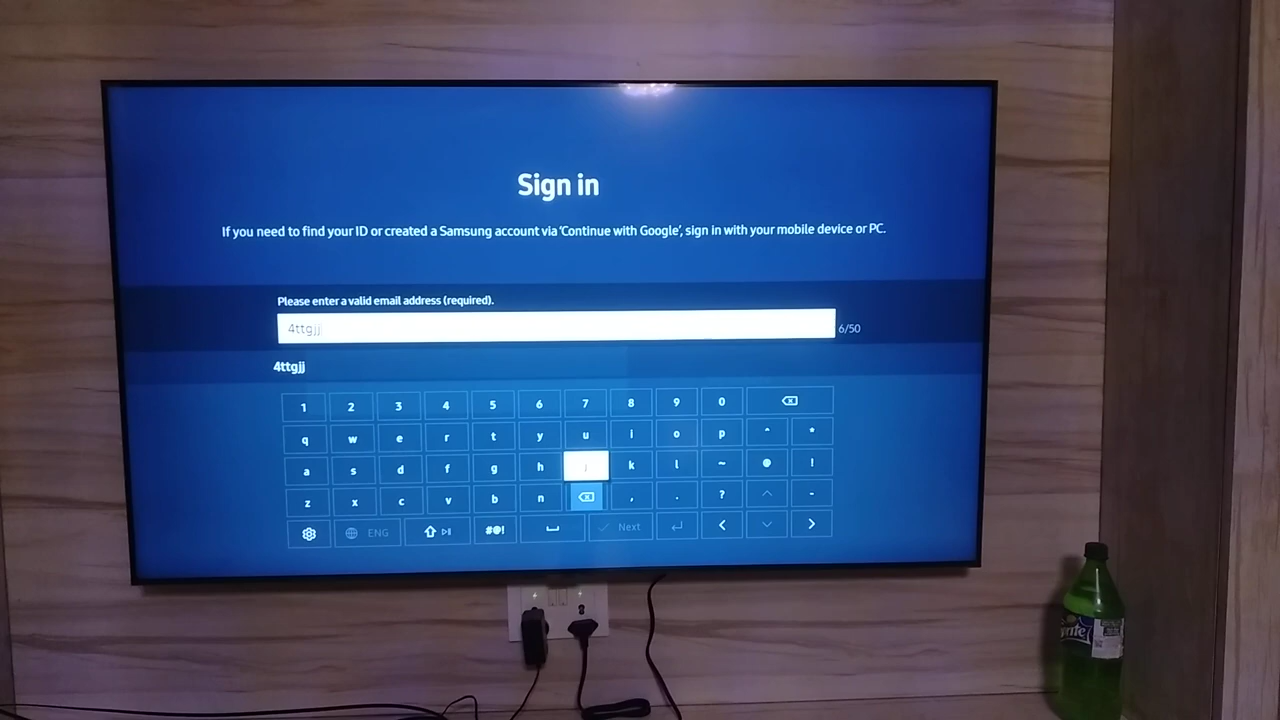 Sign in
If you need to find your ID or created a Samsung account via 'Continue with Google', sign in with your mobile device or PC.
Please enter a valid email address (required).
4ttgjj
6/50
4ttgjj
1 2 3 4 5 6 7 8 9 0
q w e r t y u i o p ^ *
a s d f g h j k l ~ @ !
z x c v b n , . ? -
ENG #@! Next < >
rite